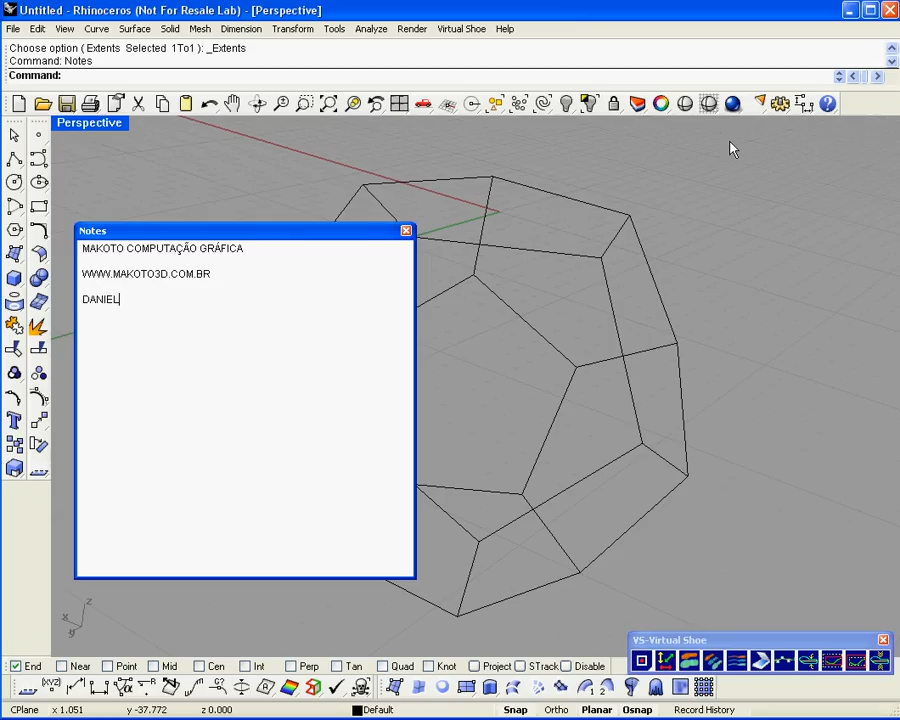 Untitled - Rhinoceros (Not For Resale Lab) - [Perspective]
File Edit View Curve Surface Solid Mesh Dimension Transform Tools Analyze Render Virtual Shoe Help
Choose option ( Extents Selected 1To1 ): _Extents
Command: Notes
Command:
Perspective
Notes
MAKOTO COMPUTAÇÃO GRÁFICA
WWW.MAKOTO3D.COM.BR
DANIEL
z
x
y
VS-Virtual Shoe
End Near Point Mid Cen Int Perp Tan Quad Knot Project STrack Disable
CPlane x 1.051 y -37.772 z 0.000 Default Snap Ortho Planar Osnap Record History